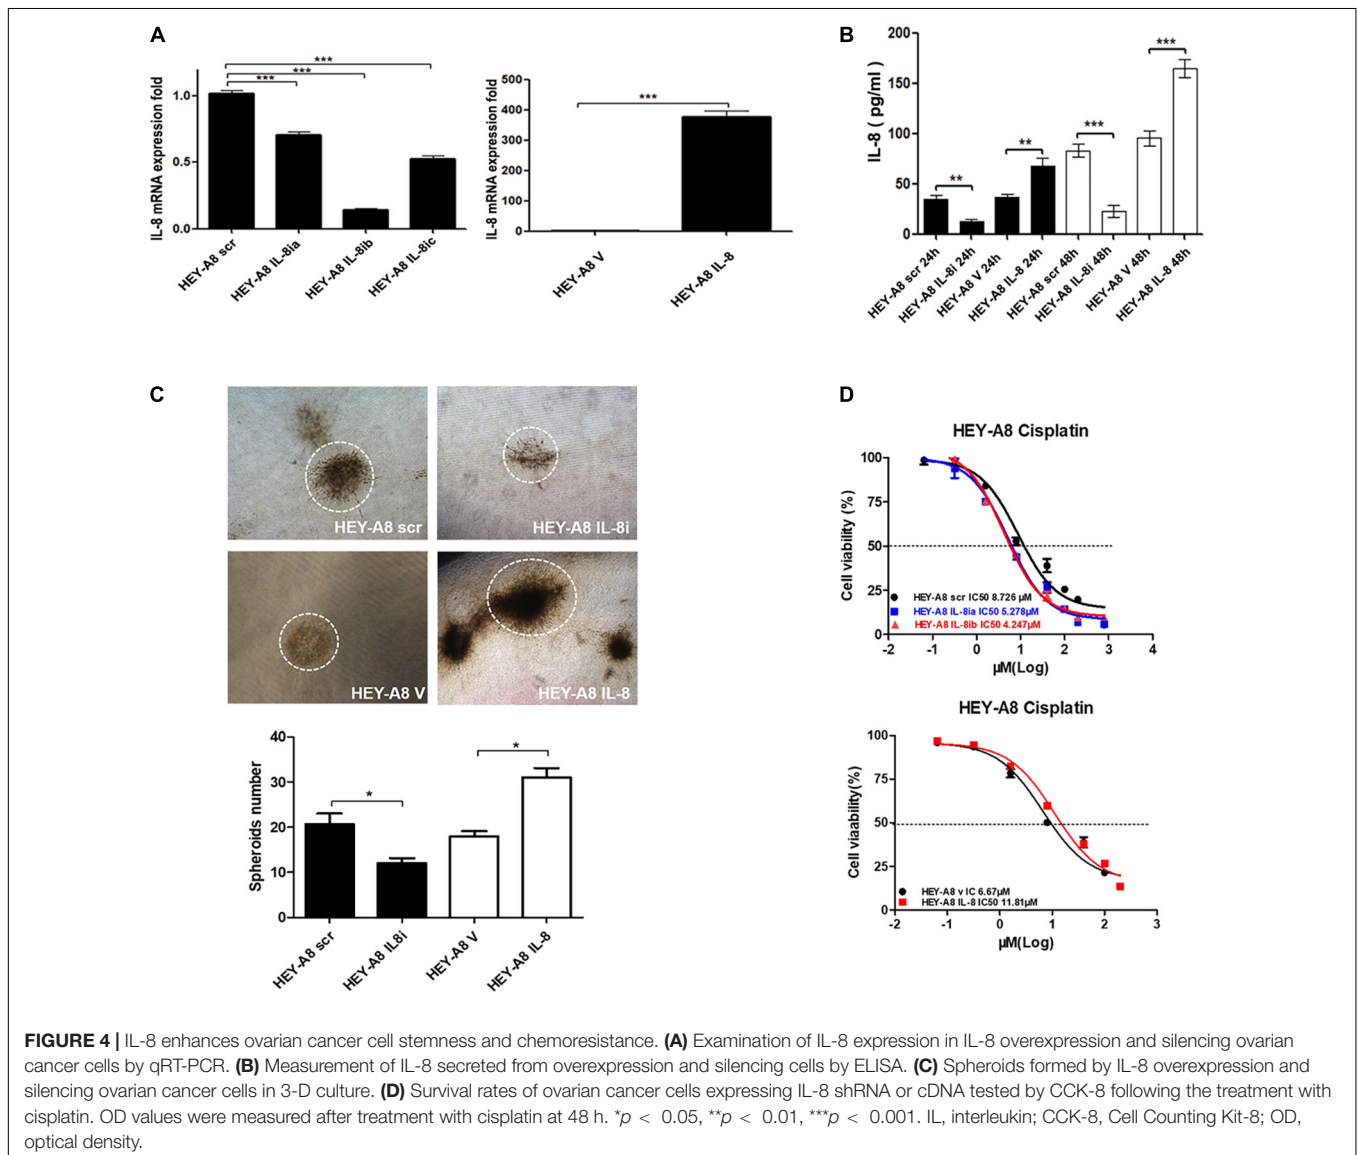 A
IL-8 mRNA expression fold
1.0
0.5
0.0
***
***
***
HEY-A8 scr
HEY-A8 IL-8ia
HEY-A8 IL-8ib
HEY-A8 IL-8ic
IL-8 mRNA expression fold
500
400
300
200
100
0
***
HEY-A8 V
HEY-A8 IL-8
B
IL-8 ( pg/ml )
200
150
100
50
0
**
**
***
***
HEY-A8 scr 24h
HEY-A8 IL-8i 24h
HEY-A8 V 24h
HEY-A8 IL-8 24h
HEY-A8 scr 48h
HEY-A8 IL-8i 48h
HEY-A8 V 48h
HEY-A8 IL-8 48h
C
HEY-A8 scr
HEY-A8 IL-8i
HEY-A8 V
HEY-A8 IL-8
Spheroids number
40
30
20
10
0
*
*
HEY-A8 scr
HEY-A8 IL8i
HEY-A8 V
HEY-A8 IL-8
D
HEY-A8 Cisplatin
Cell viability (%)
100
75
50
25
0
HEY-A8 scr IC50 8.726 µM
HEY-A8 IL-8ia IC50 5.278µM
HEY-A8 IL-8ib IC50 4.247µM
-2 -1 0 1 2 3 4
µM(Log)
HEY-A8 Cisplatin
Cell viaability(%)
100
75
50
25
0
HEY-A8 v IC 6.67µM
HEY-A8 IL-8 IC50 11.81µM
-2 -1 0 1 2 3
µM(Log)
FIGURE 4 | IL-8 enhances ovarian cancer cell stemness and chemoresistance. (A) Examination of IL-8 expression in IL-8 overexpression and silencing ovarian
cancer cells by qRT-PCR. (B) Measurement of IL-8 secreted from overexpression and silencing cells by ELISA. (C) Spheroids formed by IL-8 overexpression and
silencing ovarian cancer cells in 3-D culture. (D) Survival rates of ovarian cancer cells expressing IL-8 shRNA or cDNA tested by CCK-8 following the treatment with
cisplatin. OD values were measured after treatment with cisplatin at 48 h. *p < 0.05, **p < 0.01, ***p < 0.001. IL, interleukin; CCK-8, Cell Counting Kit-8; OD,
optical density.